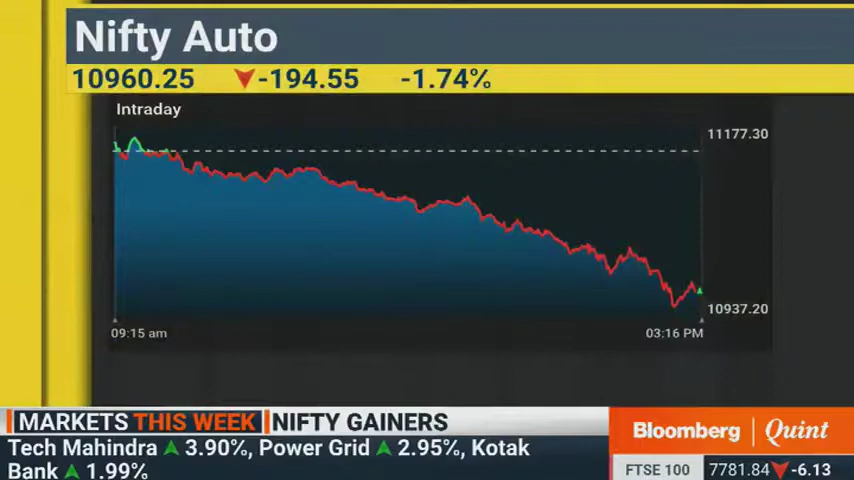 Nifty Auto
10960.25 ▼-194.55 -1.74%
Intraday
11177.30
10937.20
09:15 am 03:16 PM
MARKETS THIS WEEK NIFTY GAINERS
Tech Mahindra ▲ 3.90%, Power Grid ▲ 2.95%, Kotak
Bank ▲ 1.99%
Bloomberg | Quint
FTSE 100 7781.84 ▼-6.13